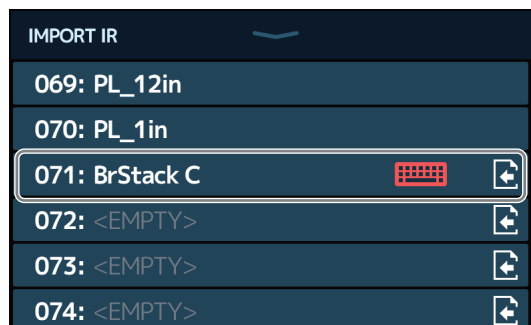 IMPORT IR
069: PL_12in
070: PL_1in
071: BrStack C
072: <EMPTY>
073: <EMPTY>
074: <EMPTY>